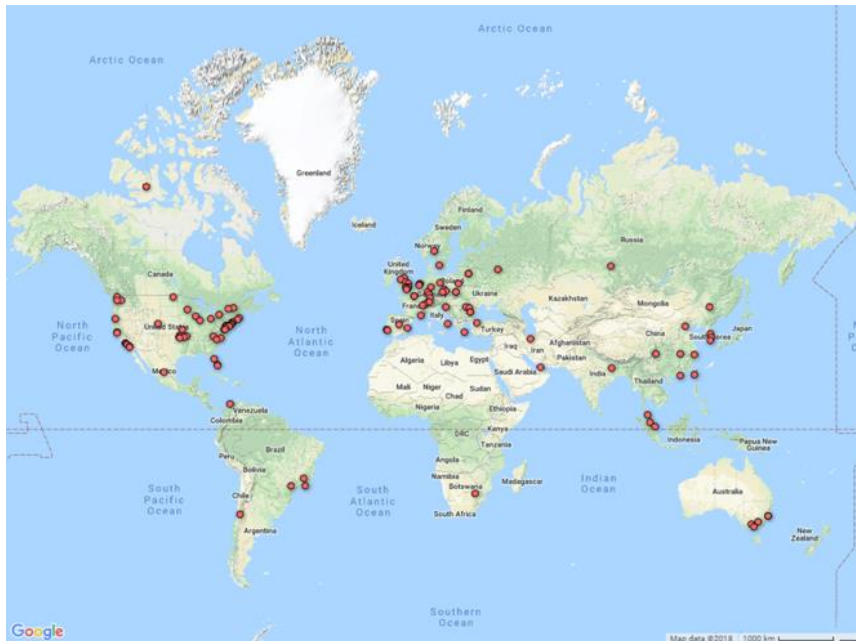 Arctic Ocean
Arctic Ocean
Greenland
Iceland
Finland
Sweden
Norway
Russia
United
Kingdom
Canada
Ukraine
Kazakhstan
Mongolia
France
Italy
Spain
Turkey
North
Pacific
Ocean
United States
North
Atlantic
Ocean
China
South Korea
Japan
Afghanistan
Iraq
Iran
Pakistan
Algeria
Libya
Egypt
Saudi Arabia
India
Mexico
Mali
Niger
Chad
Sudan
Thailand
Nigeria
Ethiopia
Venezuela
Colombia
DRC
Kenya
Tanzania
Indonesia
Papua New
Guinea
Peru
Brazil
Bolivia
Angola
Namibia
Botswana
Madagascar
Indian
Ocean
South
Pacific
Ocean
Chile
South
Atlantic
Ocean
Australia
Argentina
South Africa
New
Zealand
Southern
Ocean
Google
Map data ©2018
1000 km